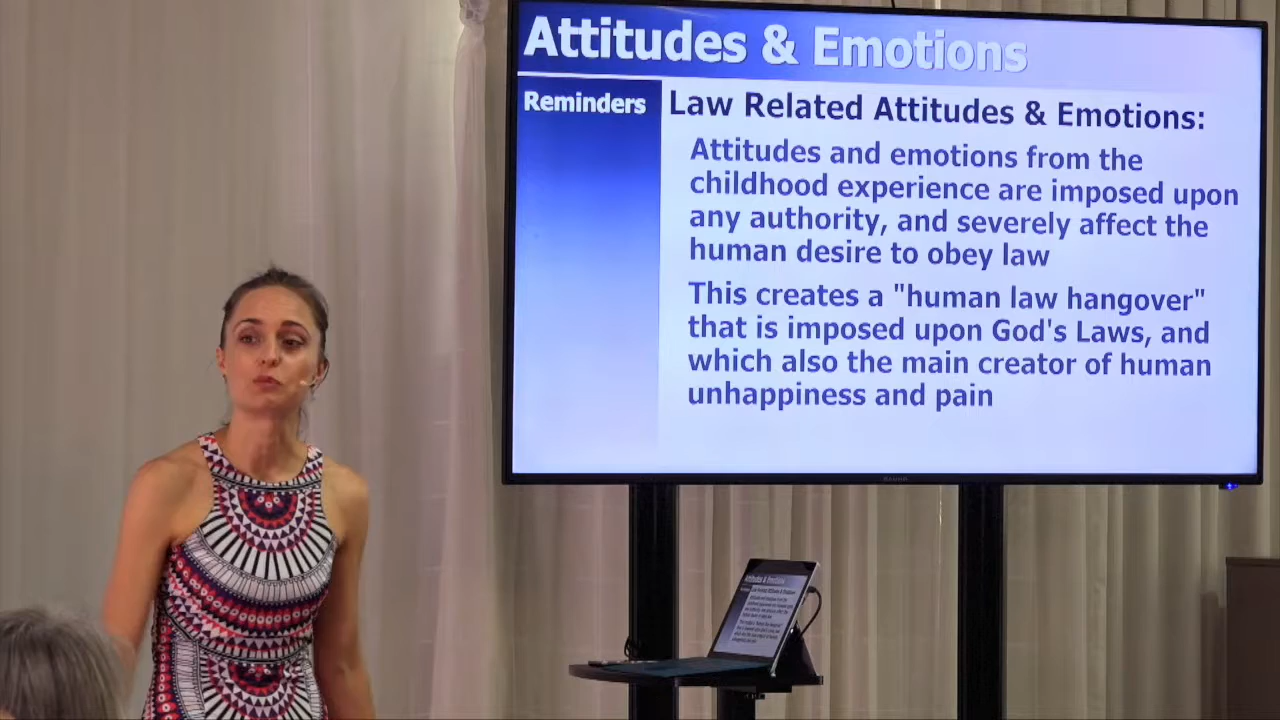 Attitudes & Emotions
Reminders
Law Related Attitudes & Emotions:
Attitudes and emotions from the
childhood experience are imposed upon
any authority, and severely affect the
human desire to obey law
This creates a "human law hangover"
that is imposed upon God's Laws, and
which also the main creator of human
unhappiness and pain
Attitudes & Emotions